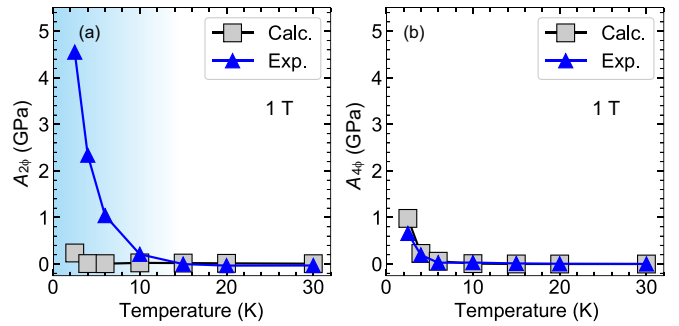 (a)
Calc.
Exp.
1 T
5
4
3
2
1
0
A2ϕ (GPa)
0 10 20 30
Temperature (K)
(b)
Calc.
Exp.
1 T
5
4
3
2
1
0
A4ϕ (GPa)
0 10 20 30
Temperature (K)